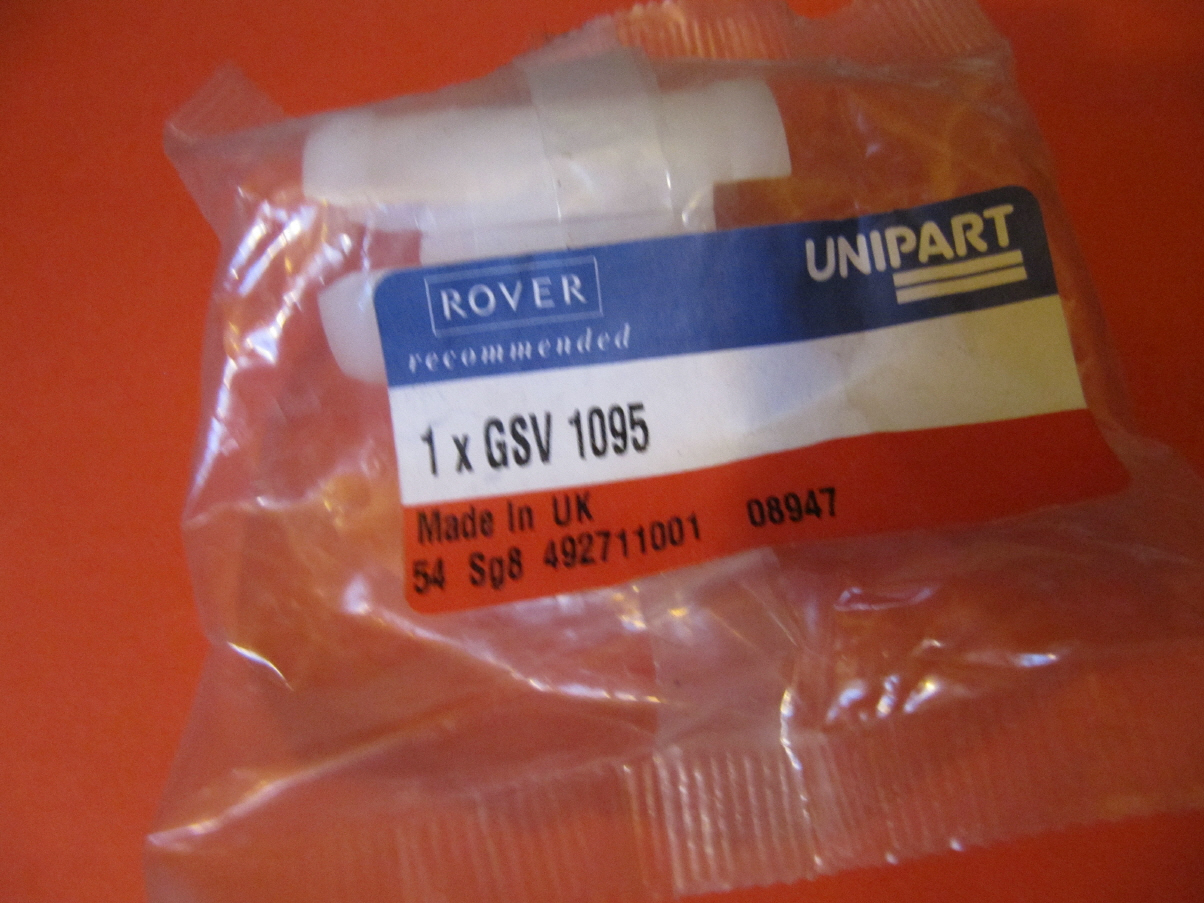 ROVER
recommended
UNIPART
1 x GSV 1095
Made In UK
54 Sg8 492711001 08947